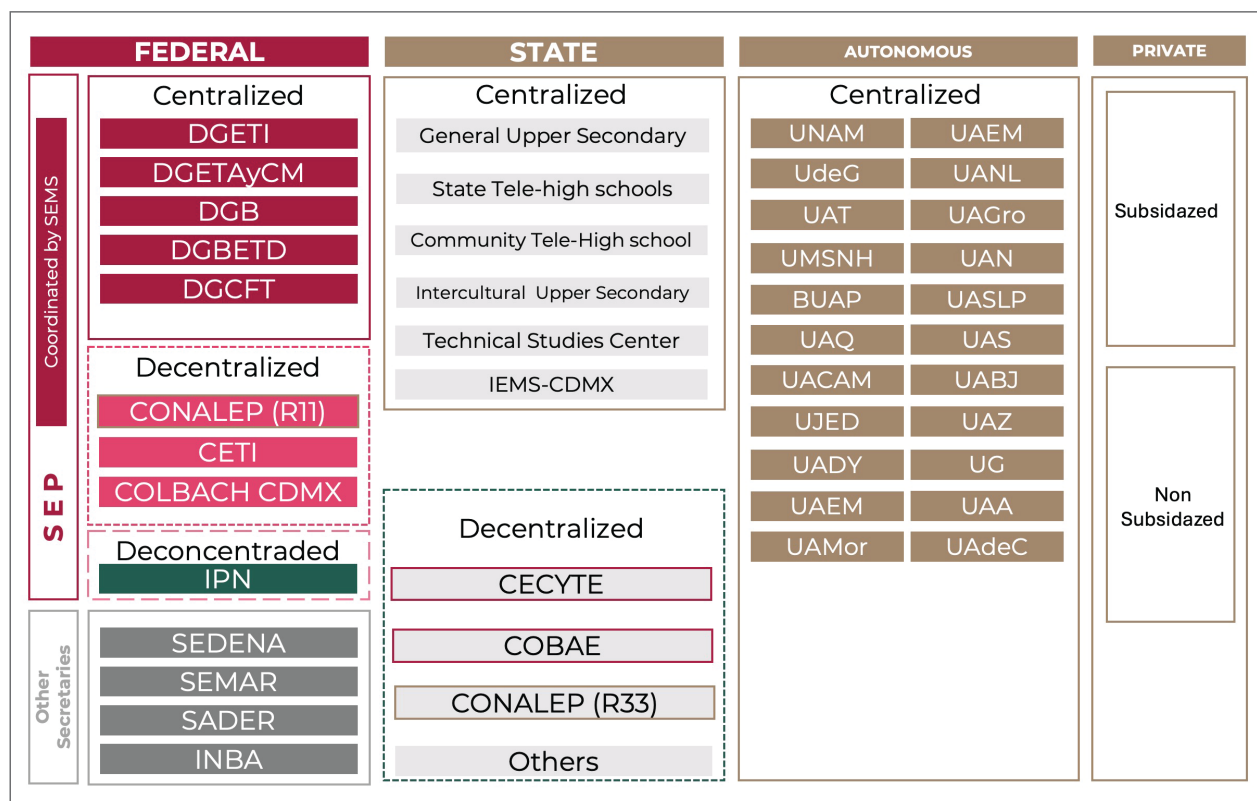 FEDERAL
Coordinated by SEMS
SEP
Centralized
DGETI
DGETAyCM
DGB
DGBETD
DGCFT
Decentralized
CONALEP (R11)
CETI
COLBACH CDMX
Deconcentraded
IPN
Other
Secretaries
SEDENA
SEMAR
SADER
INBA
STATE
Centralized
General Upper Secondary
State Tele-high schools
Community Tele-High school
Intercultural Upper Secondary
Technical Studies Center
IEMS-CDMX
Decentralized
CECYTE
COBAE
CONALEP (R33)
Others
AUTONOMOUS
Centralized
UNAM UAEM
UdeG UANL
UAT UAGro
UMSNH UAN
BUAP UASLP
UAQ UAS
UACAM UABJ
UJED UAZ
UADY UG
UAEM UAA
UAMor UAdeC
PRIVATE
Subsidazed
Non
Subsidazed